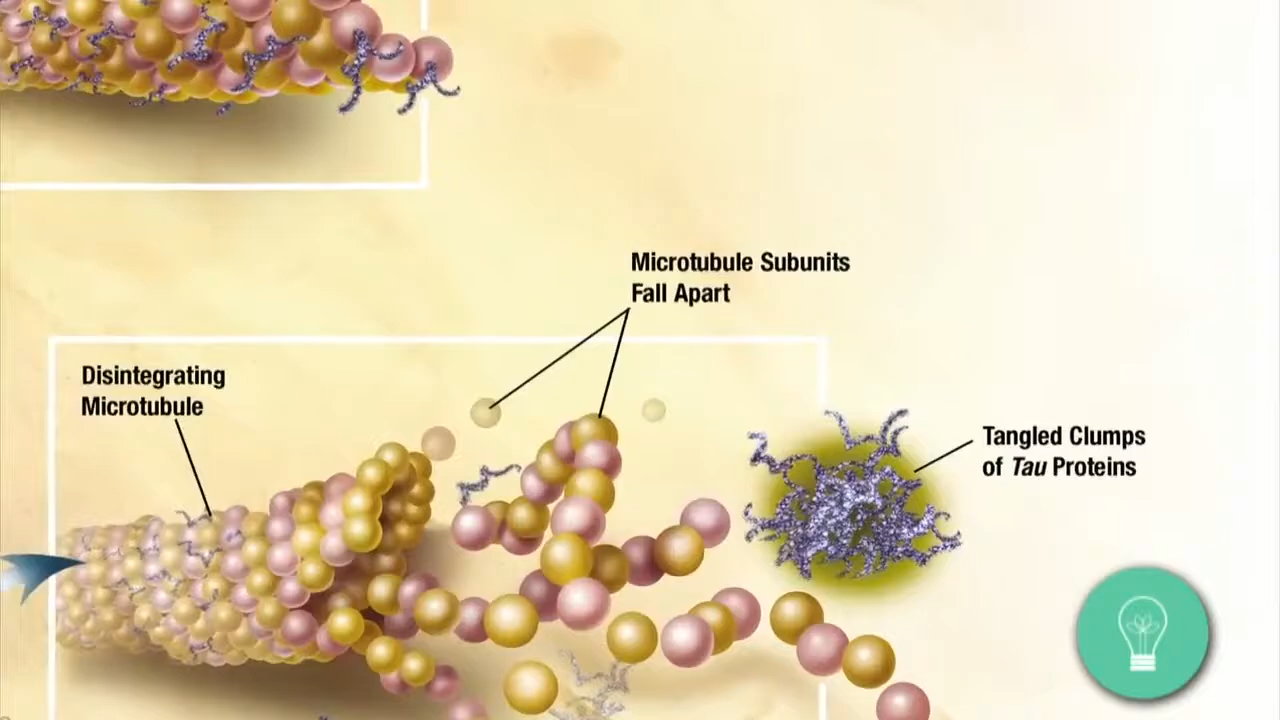 Microtubule Subunits
Fall Apart
Disintegrating
Microtubule
Tangled Clumps
of Tau Proteins